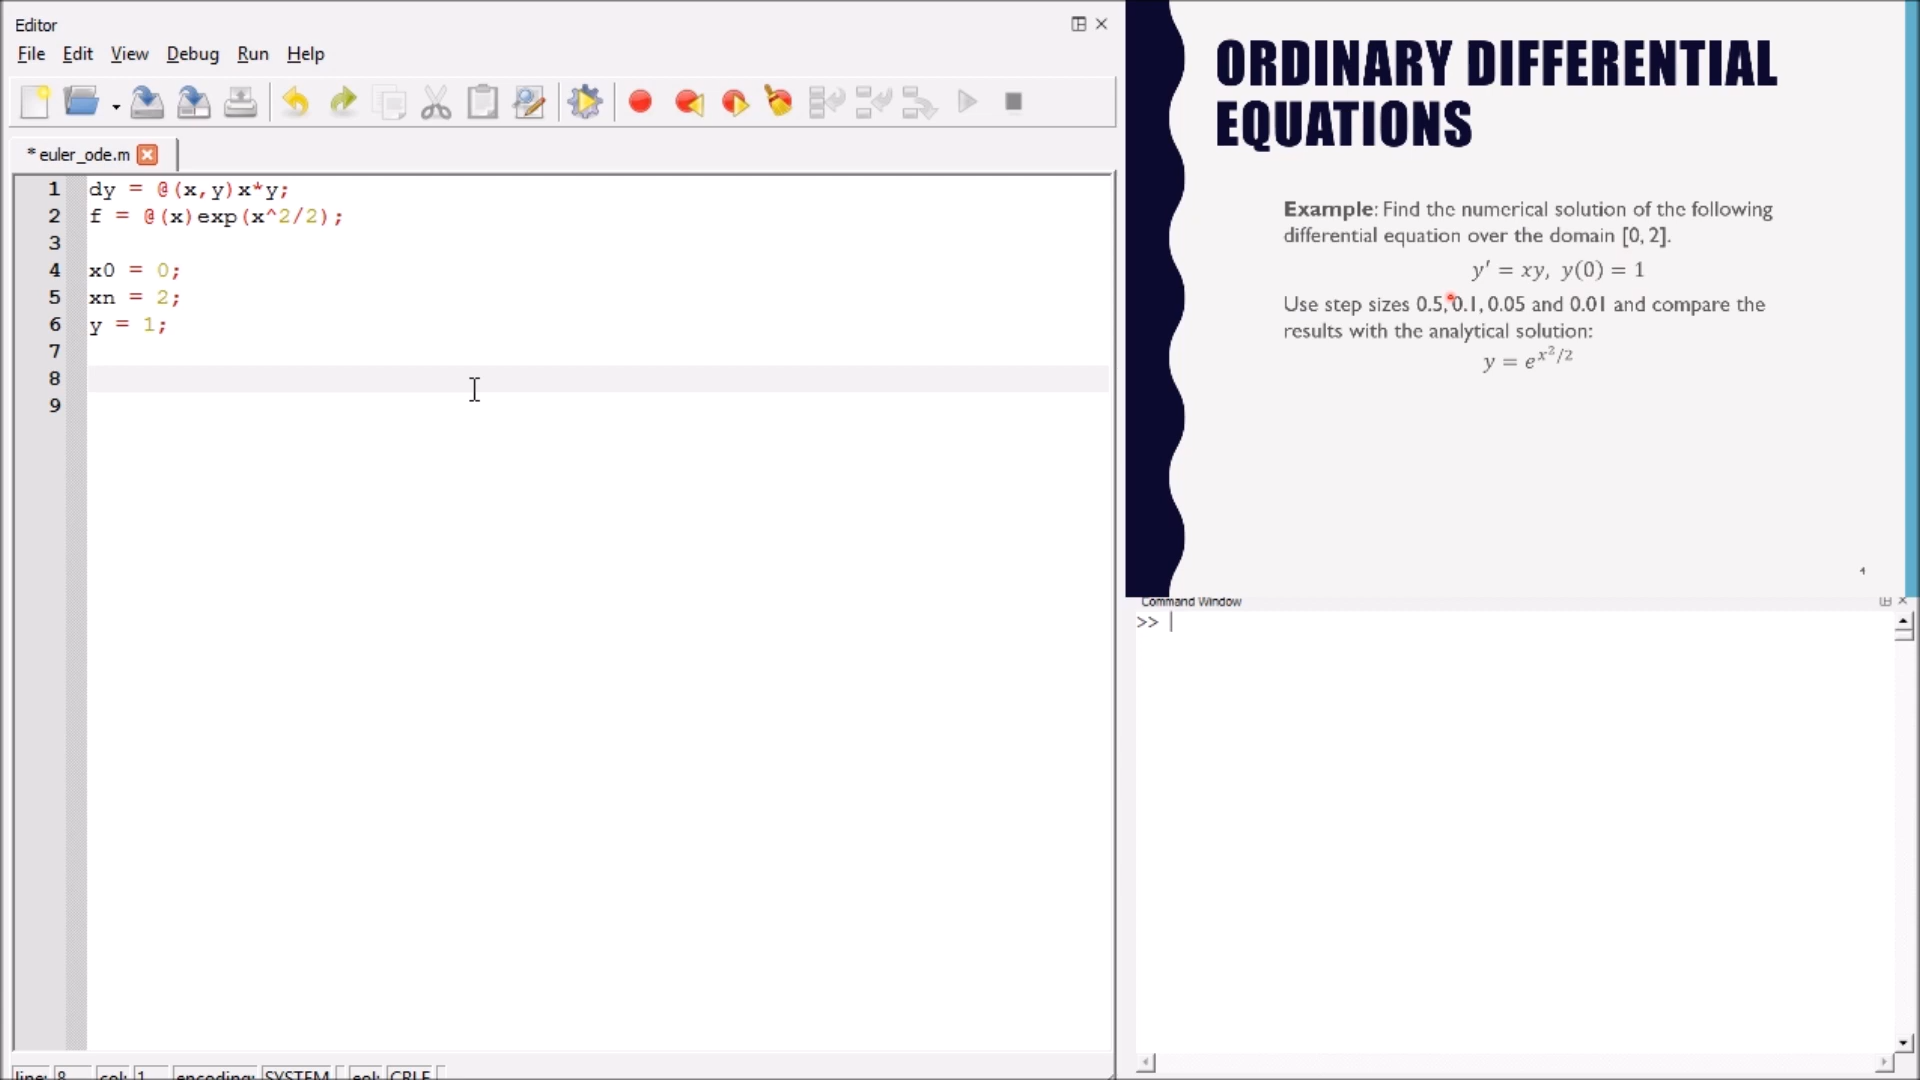 Editor
File Edit View Debug Run Help
* euler_ode.m
1 dy = @(x,y)x*y;
2 f = @(x)exp(x^2/2);
3
4 x0 = 0;
5 xn = 2;
6 y = 1;
7
8
9
line: 8 col: 1 encoding: SYSTEM eol: CRLF
ORDINARY DIFFERENTIAL
EQUATIONS
Example: Find the numerical solution of the following
differential equation over the domain [0, 2].
y′ = xy, y(0) = 1
Use step sizes 0.5, 0.1, 0.05 and 0.01 and compare the
results with the analytical solution:
y = e^{x²/2}
4
Command Window
>>